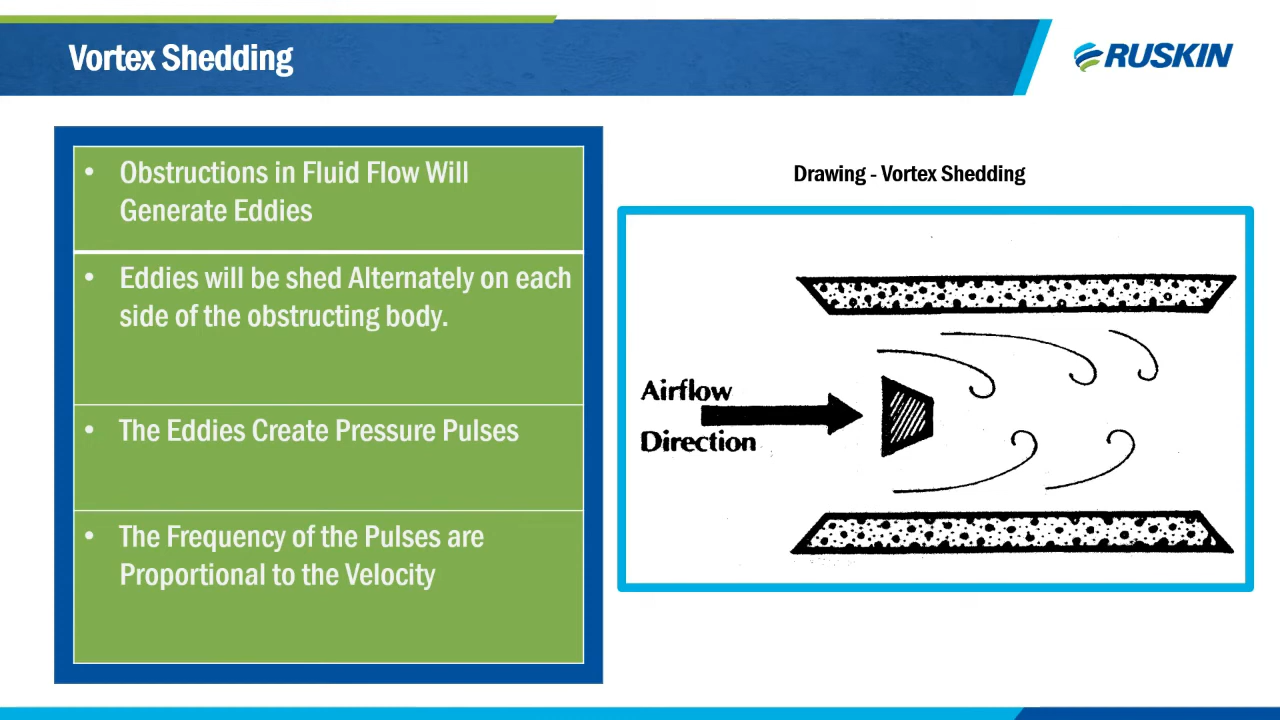 Vortex Shedding
RUSKIN
• Obstructions in Fluid Flow Will
Generate Eddies
• Eddies will be shed Alternately on each
side of the obstructing body.
• The Eddies Create Pressure Pulses
• The Frequency of the Pulses are
Proportional to the Velocity
Drawing - Vortex Shedding
Airflow
Direction